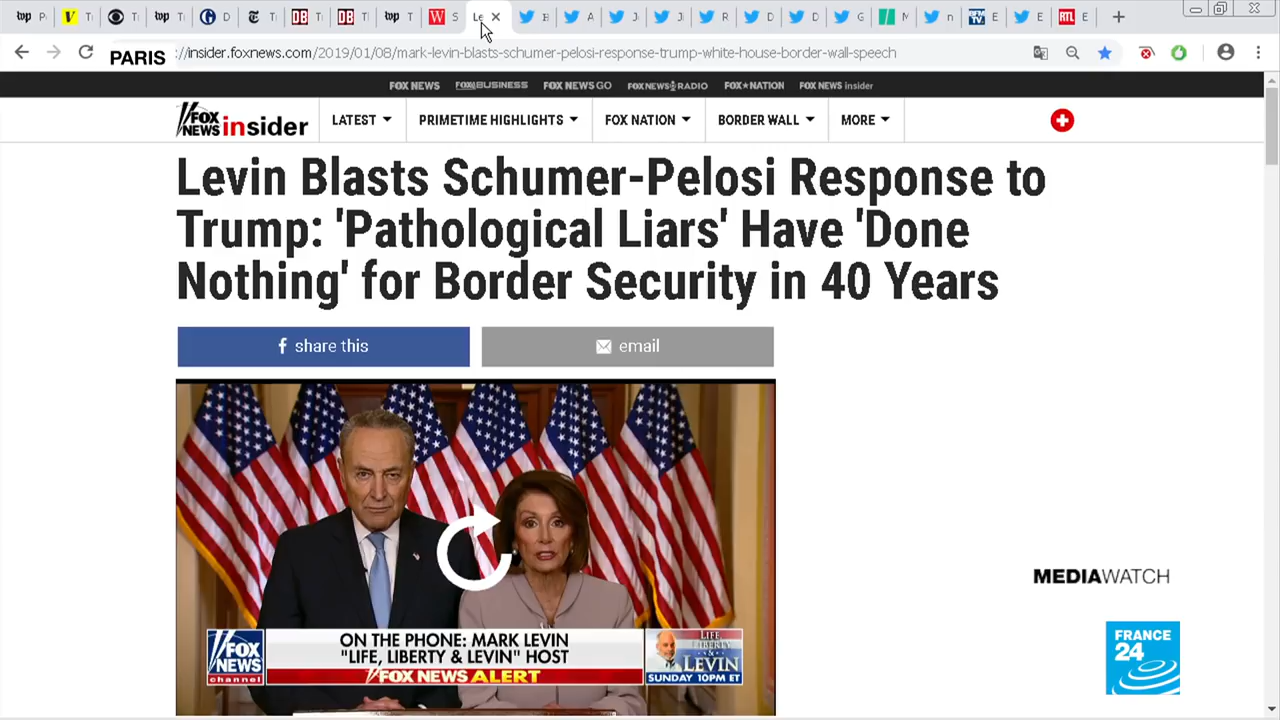 PARIS
://insider.foxnews.com/2019/01/08/mark-levin-blasts-schumer-pelosi-response-trump-white-house-border-wall-speech
FOX NEWS FOX BUSINESS FOX NEWS GO FOX NEWS RADIO FOX NATION FOX NEWS insider
FOX NEWS insider LATEST PRIMETIME HIGHLIGHTS FOX NATION BORDER WALL MORE
Levin Blasts Schumer-Pelosi Response to
Trump: 'Pathological Liars' Have 'Done
Nothing' for Border Security in 40 Years
share this email
MEDIAWATCH
FRANCE
24
FOX
NEWS
channel
ON THE PHONE: MARK LEVIN
"LIFE, LIBERTY & LEVIN" HOST
FOX NEWS ALERT
LIFE
LIBERTY
& LEVIN
SUNDAY 10PM ET